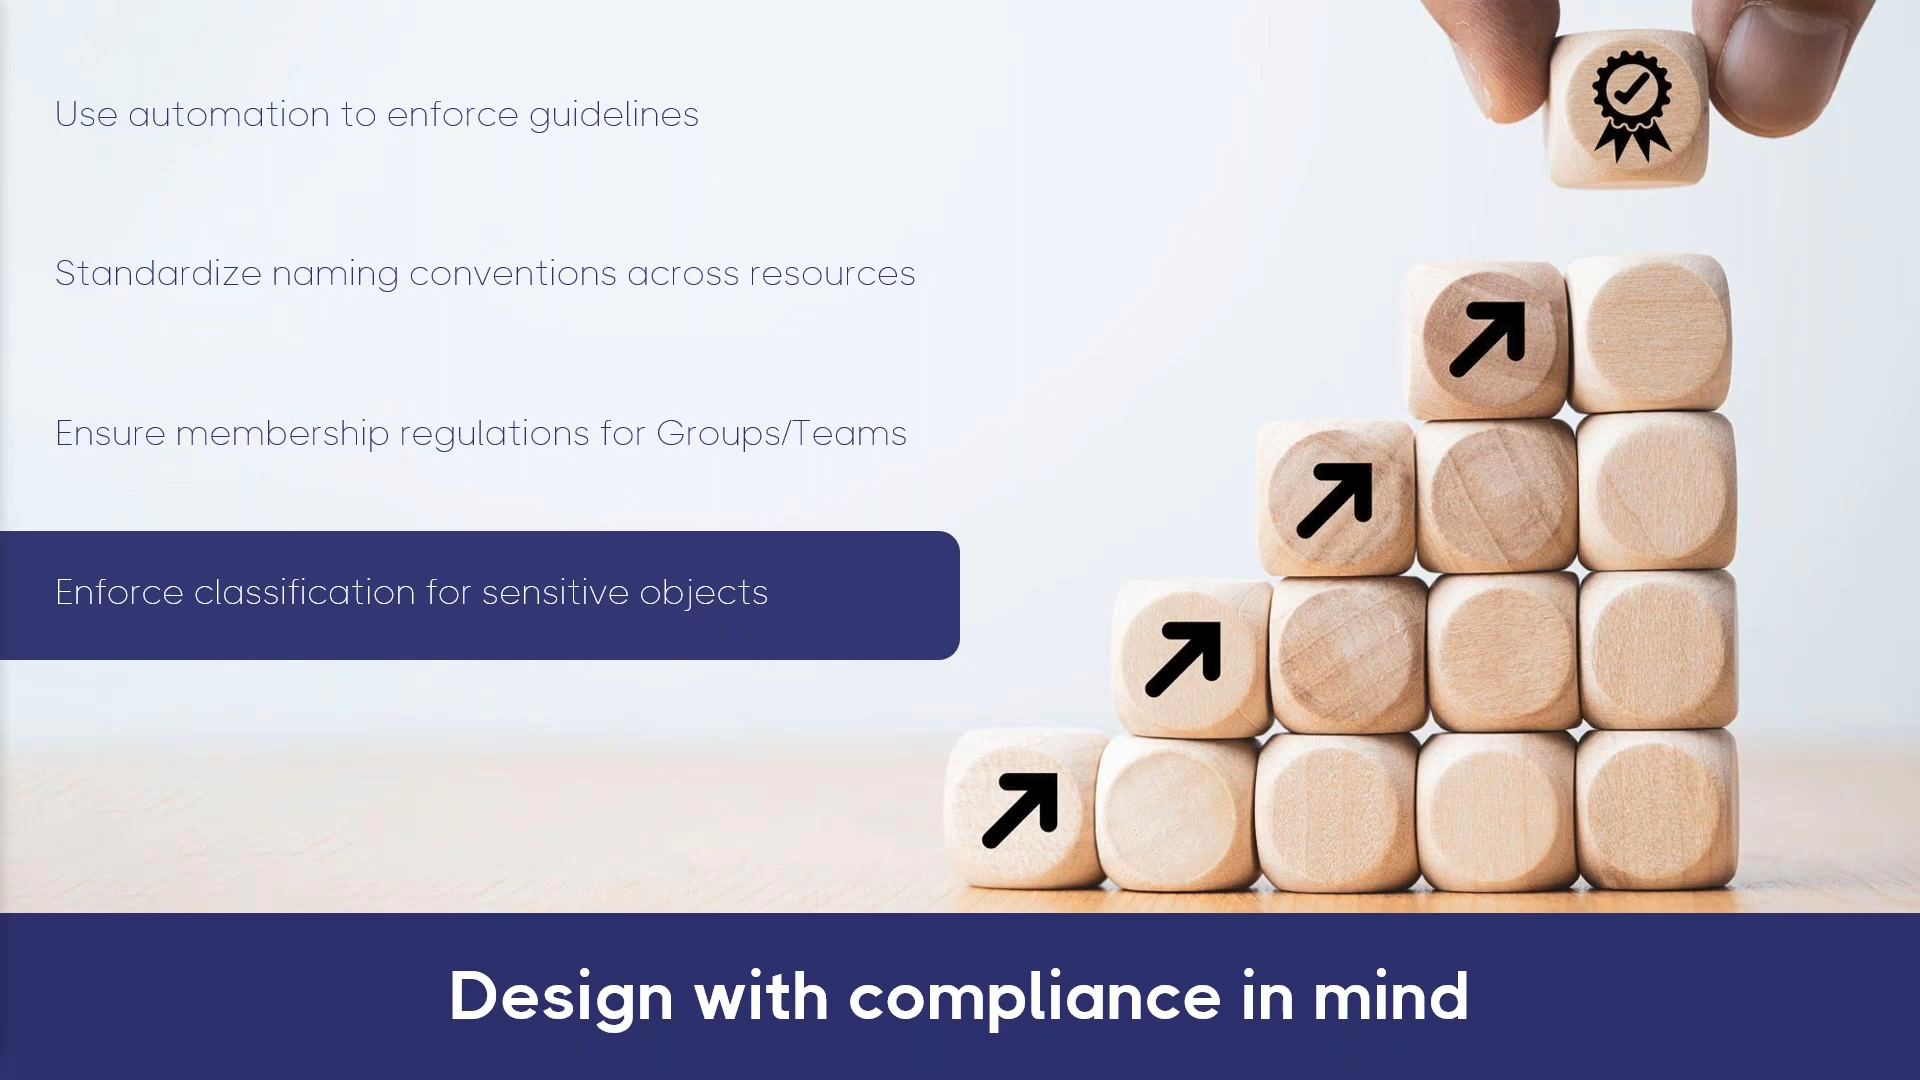 Use automation to enforce guidelines
Standardize naming conventions across resources
Ensure membership regulations for Groups/Teams
Enforce classification for sensitive objects
Design with compliance in mind